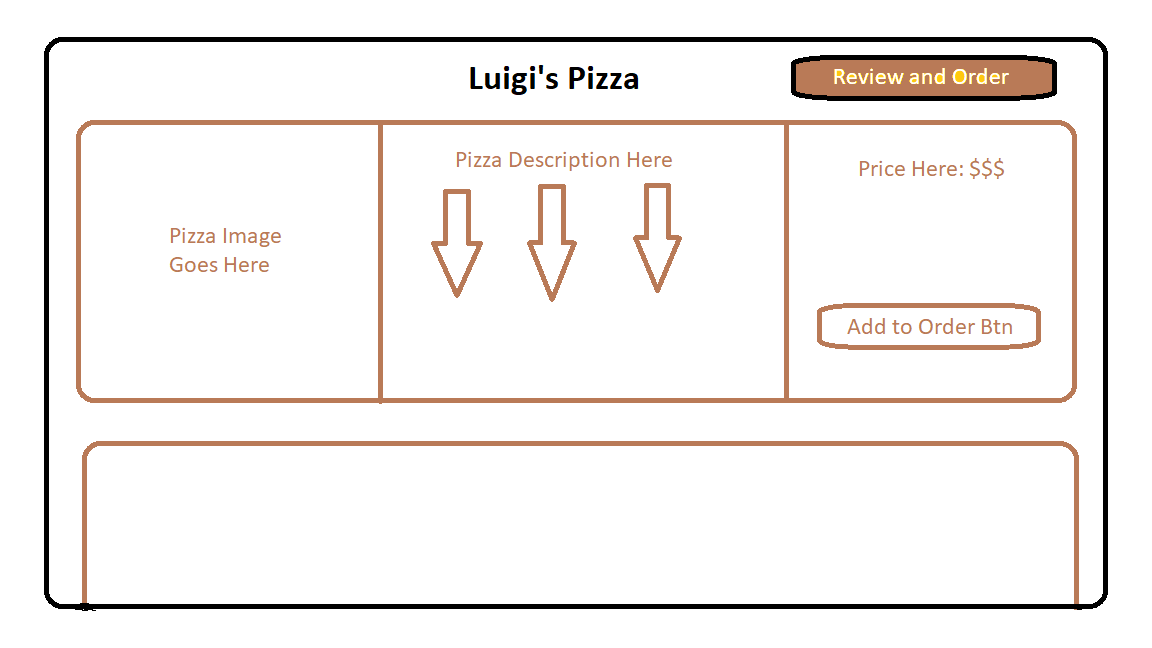 Luigi's Pizza
Review and Order
Pizza Image
Goes Here
Pizza Description Here
Price Here: $$$
Add to Order Btn